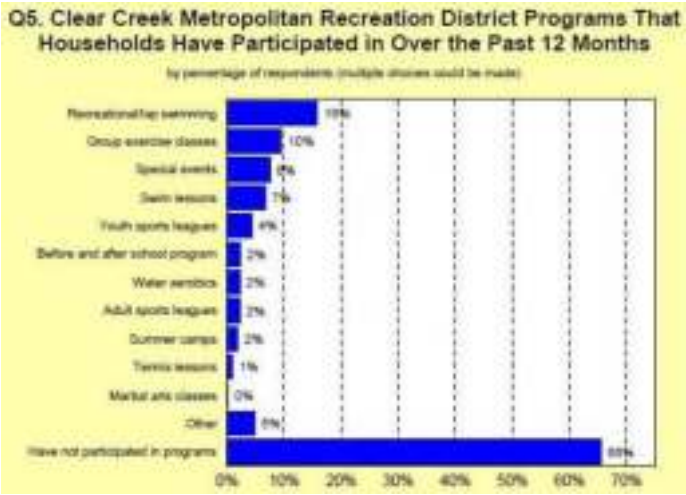 Q5. Clear Creek Metropolitan Recreation District Programs That
Households Have Participated in Over the Past 12 Months
by percentage of respondents (multiple choices could be made)
Recreational/lap swimming
Group exercise classes 10%
Special events 8%
Swim lessons 7%
Youth sports leagues 4%
Before and after school program 2%
Water aerobics 2%
Adult sports leagues 2%
Summer camps 2%
Tennis lessons 1%
Martial arts classes 0%
Other
Have not participated in programs
0% 10% 20% 30% 40% 50% 60% 70%